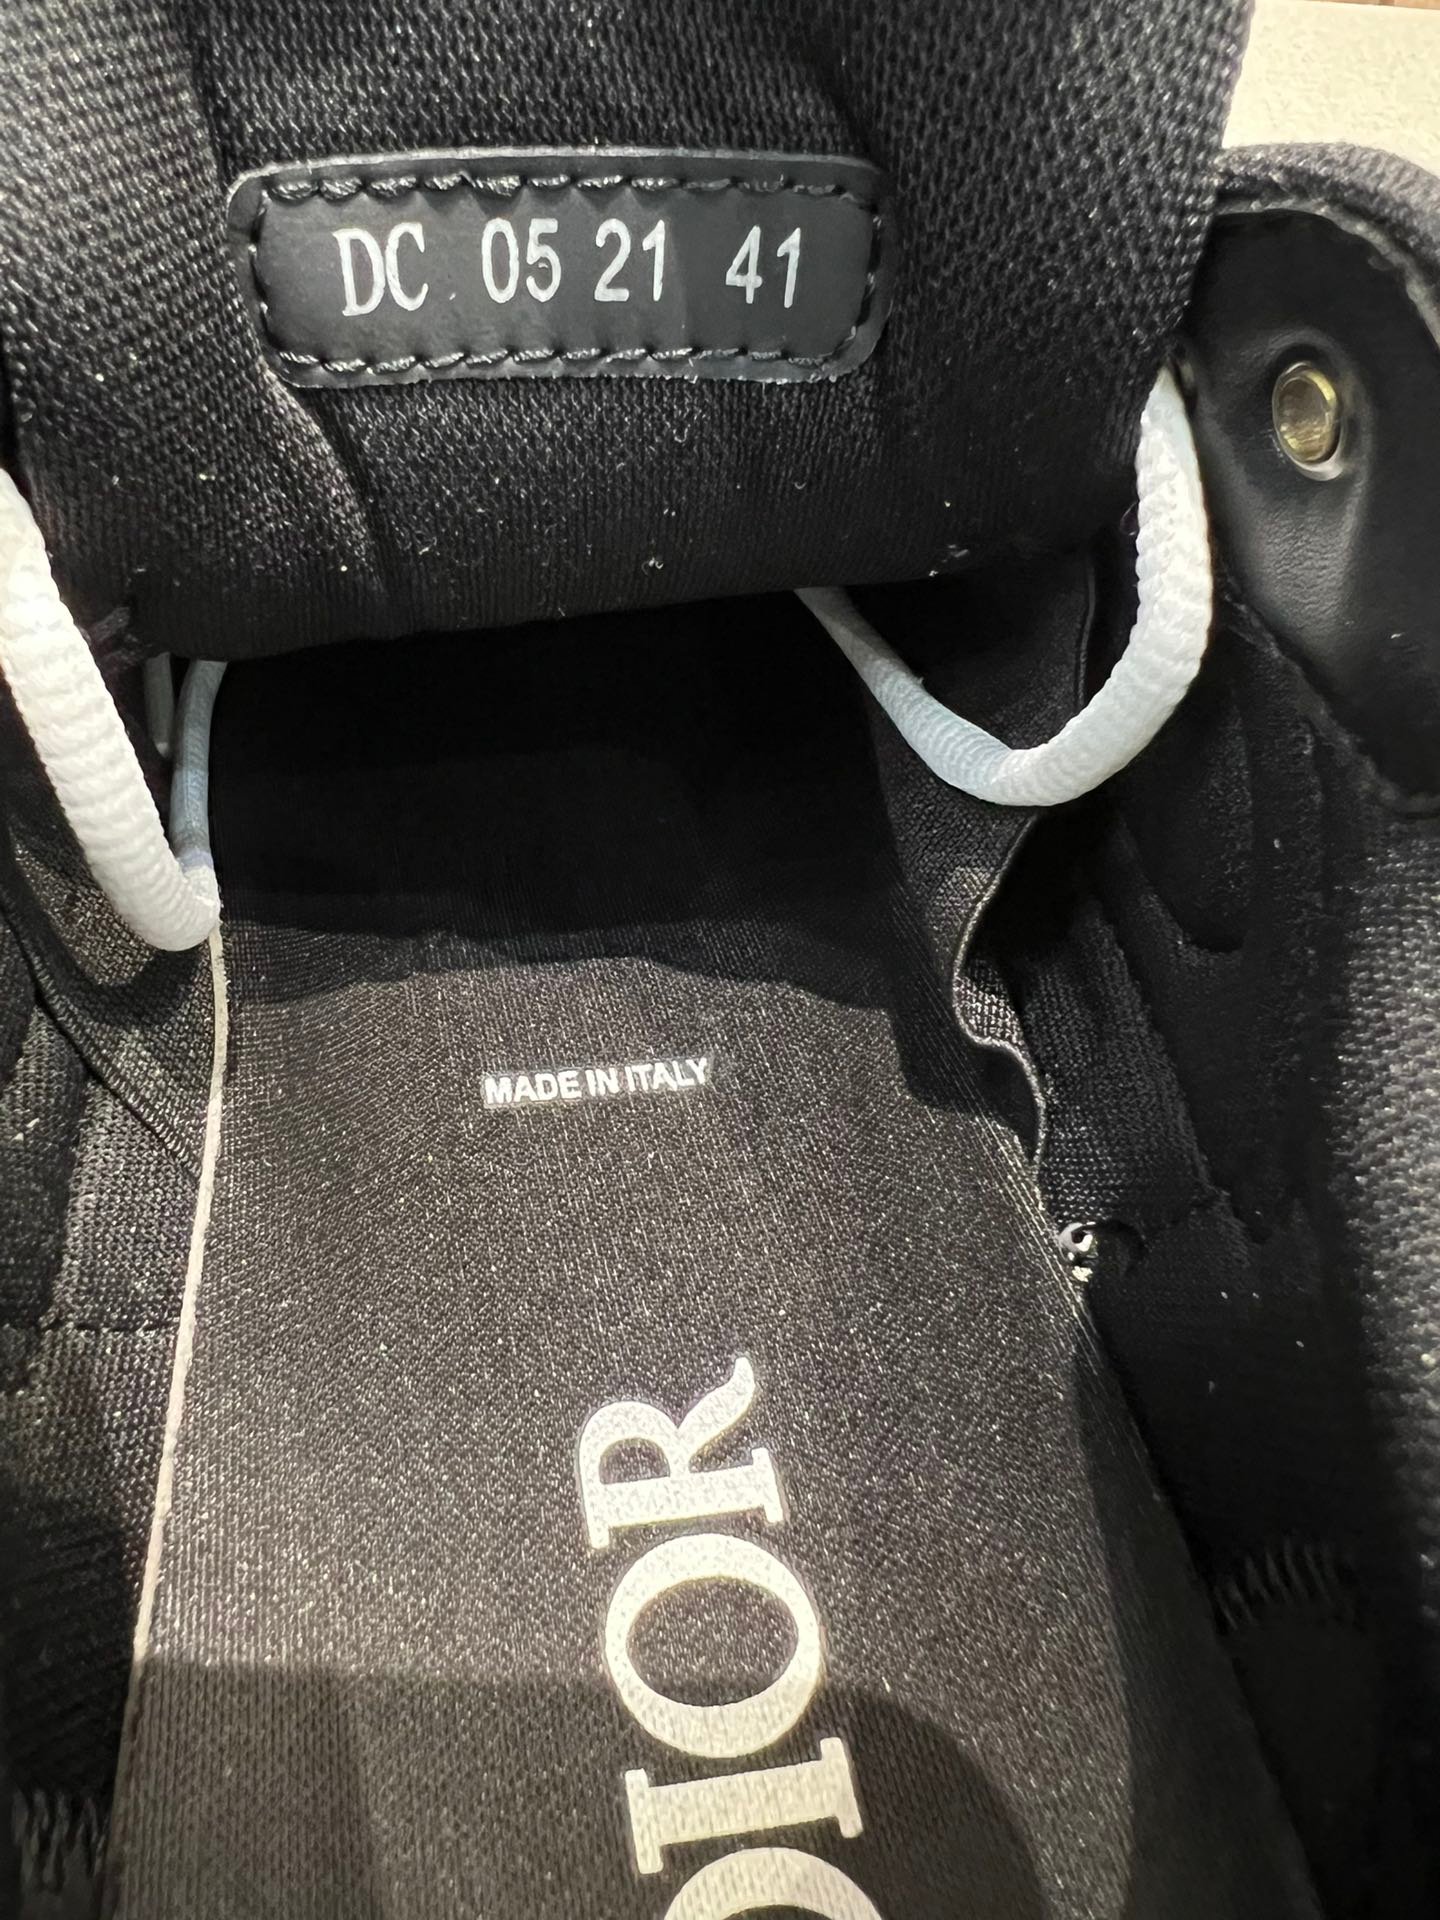 DC 05 21 41
MADE IN ITALY
DIOR